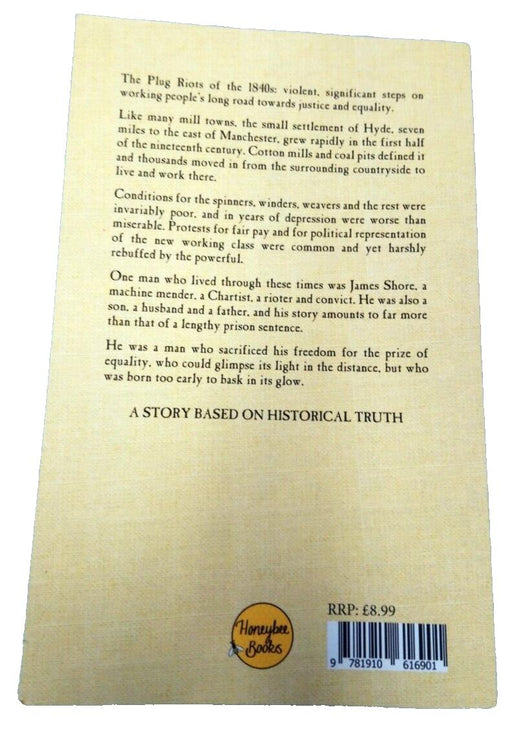 The Plug Riots of the 1840s: violent, significant steps on
working people's long road towards justice and equality.
Like many mill towns, the small settlement of Hyde, seven
miles to the east of Manchester, grew rapidly in the first half
of the nineteenth century. Cotton mills and coal pits defined it
and thousands moved in from the surrounding countryside to
live and work there.
Conditions for the spinners, winders, weavers and the rest were
invariably poor, and in years of depression were worse than
miserable. Protests for fair pay and for political representation
of the new working class were common and yet harshly
rebuffed by the powerful.
One man who lived through these times was James Shore, a
machine mender, a Chartist, a rioter and convict. He was also a
son, a husband and a father, and his story amounts to far more
than that of a lengthy prison sentence.
He was a man who sacrificed his freedom for the prize of
equality, who could glimpse its light in the distance, but who
was born too early to bask in its glow.
A STORY BASED ON HISTORICAL TRUTH
Honeybee
Books
RRP: £8.99
9 781910 616901